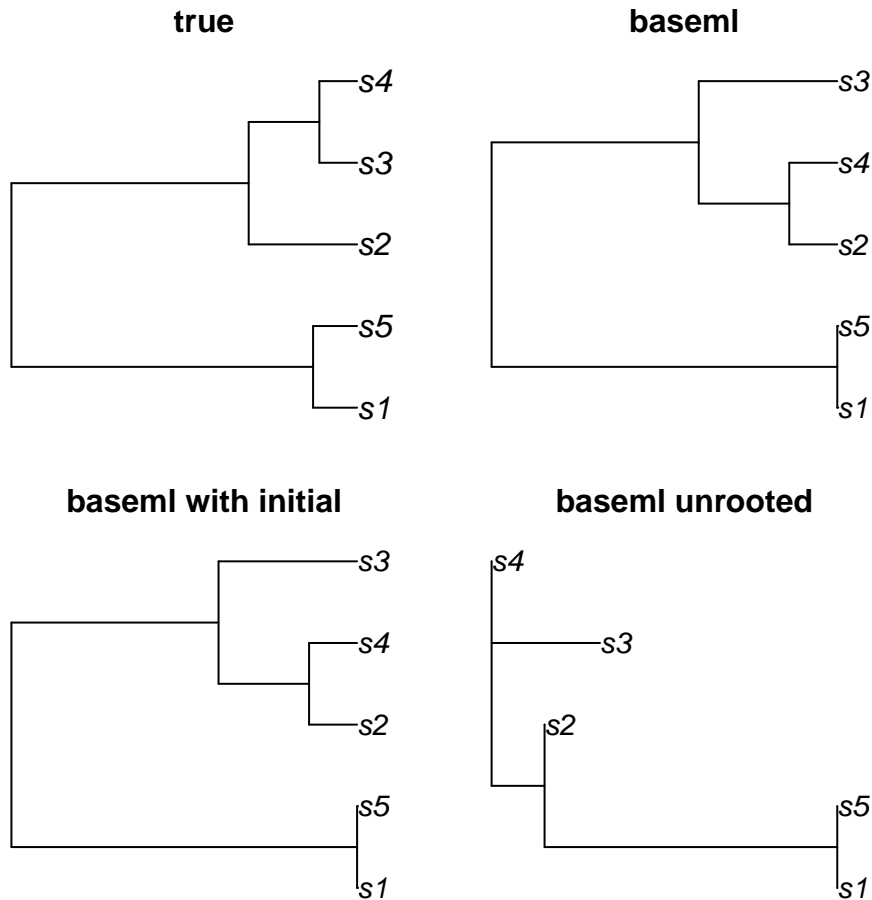 true
s4
s3
s2
s5
s1
baseml
s3
s4
s2
s5
s1
baseml with initial
s3
s4
s2
s5
s1
baseml unrooted
s4
s3
s2
s5
s1